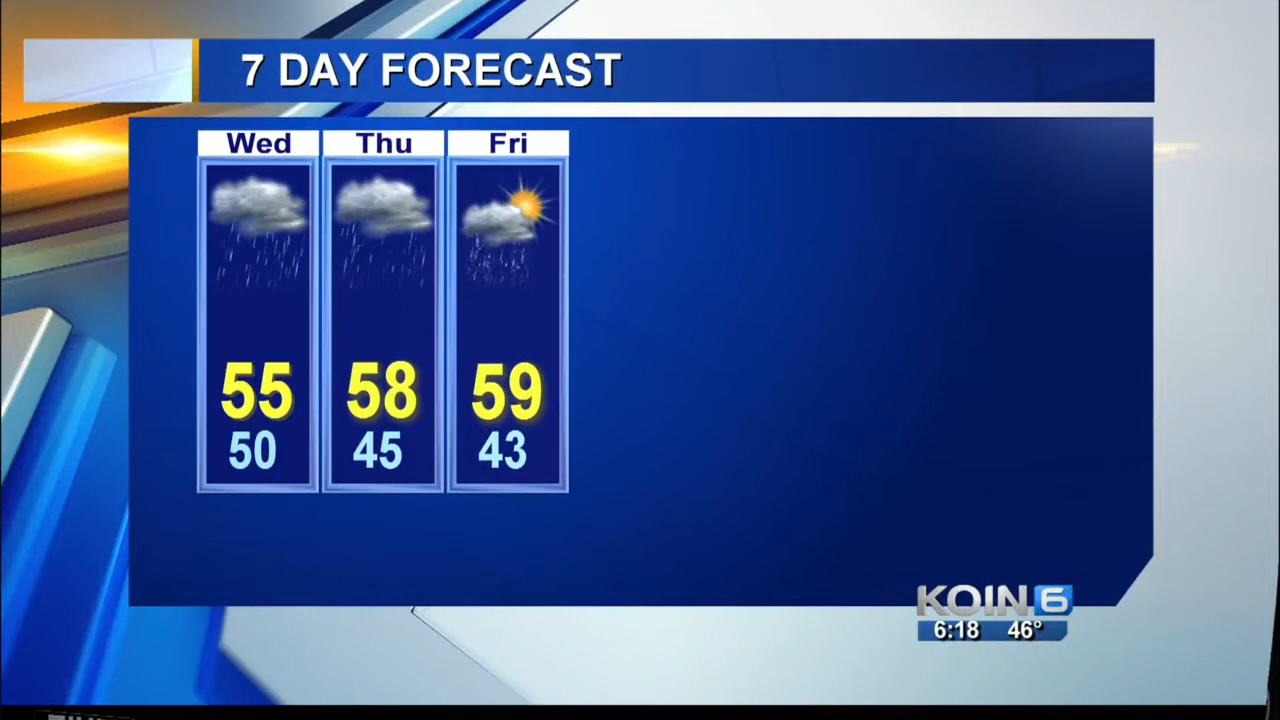 7 DAY FORECAST
Wed Thu Fri
55 58 59
50 45 43
KOIN 6
6:18 46°